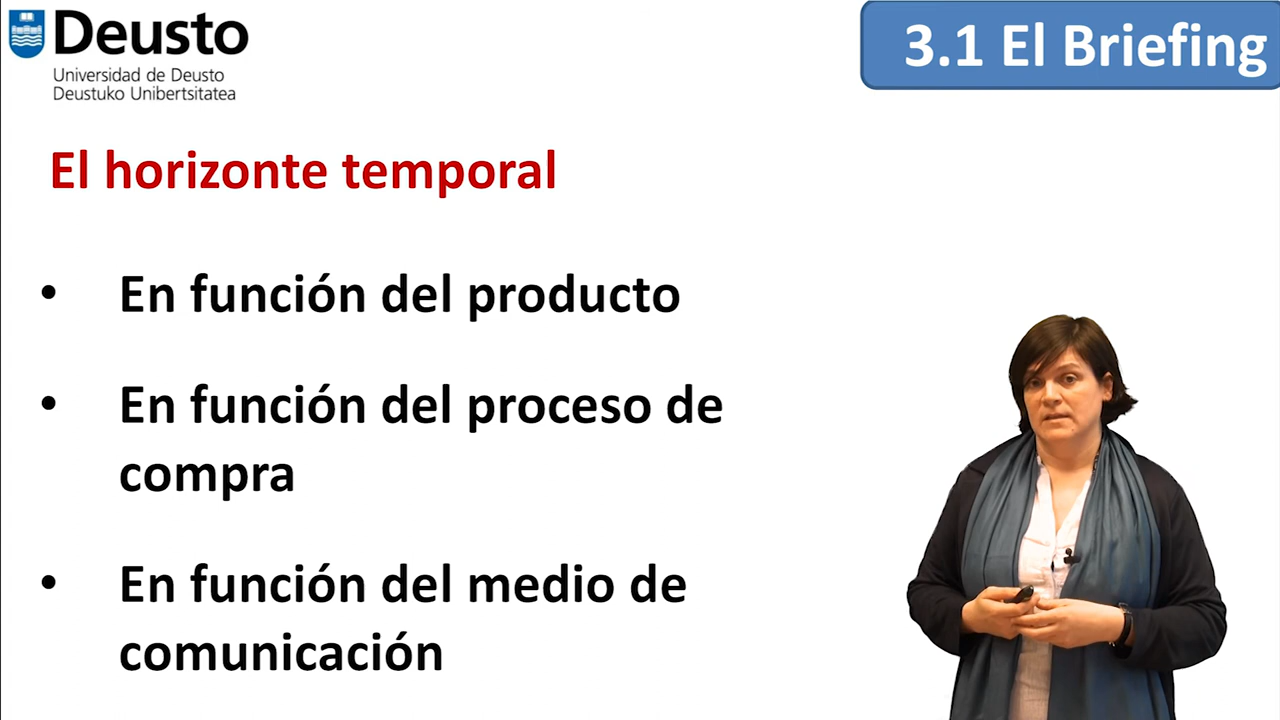 Deusto
Universidad de Deusto
Deustuko Unibertsitatea
3.1 El Briefing
El horizonte temporal
• En función del producto
• En función del proceso de
compra
• En función del medio de
comunicación